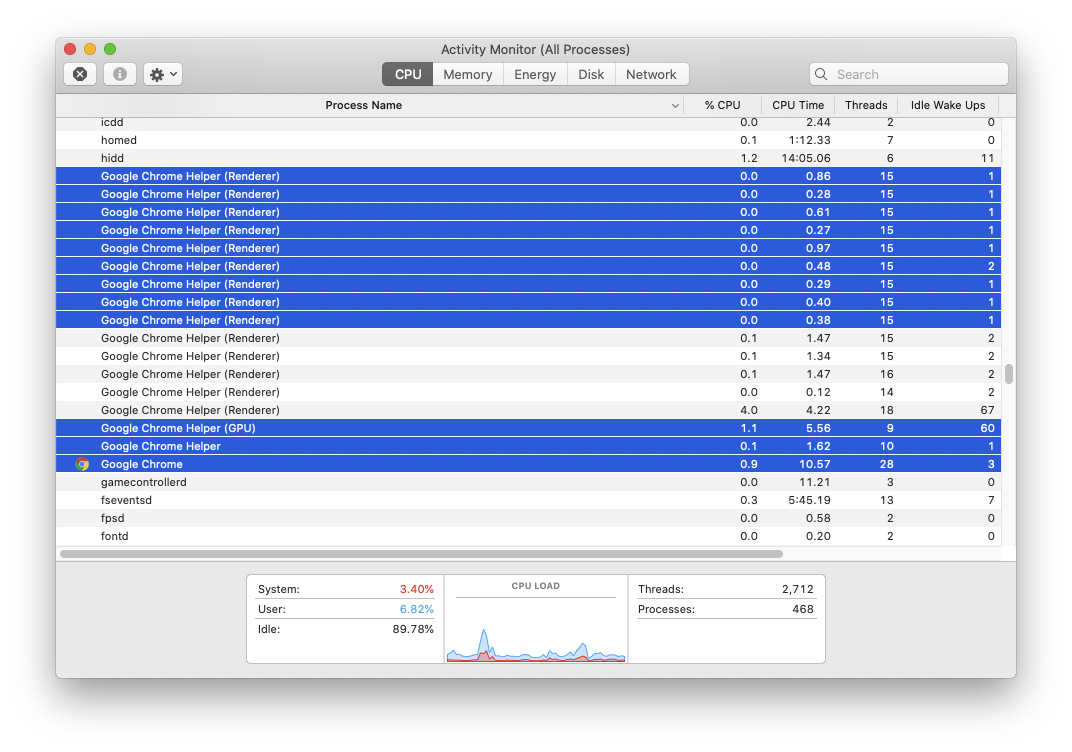 Activity Monitor (All Processes)
CPU Memory Energy Disk Network Search
Process Name % CPU CPU Time Threads Idle Wake Ups
icdd 0.0 2.44 2 0
homed 0.1 1:12.33 7 0
hidd 1.2 14:05.06 6 11
Google Chrome Helper (Renderer) 0.0 0.86 15 1
Google Chrome Helper (Renderer) 0.0 0.28 15 1
Google Chrome Helper (Renderer) 0.0 0.61 15 1
Google Chrome Helper (Renderer) 0.0 0.27 15 1
Google Chrome Helper (Renderer) 0.0 0.97 15 1
Google Chrome Helper (Renderer) 0.0 0.48 15 2
Google Chrome Helper (Renderer) 0.0 0.29 15 1
Google Chrome Helper (Renderer) 0.0 0.40 15 1
Google Chrome Helper (Renderer) 0.0 0.38 15 1
Google Chrome Helper (Renderer) 0.1 1.47 15 2
Google Chrome Helper (Renderer) 0.1 1.34 15 2
Google Chrome Helper (Renderer) 0.1 1.47 16 2
Google Chrome Helper (Renderer) 0.0 0.12 14 2
Google Chrome Helper (Renderer) 4.0 4.22 18 67
Google Chrome Helper (GPU) 1.1 5.56 9 60
Google Chrome Helper 0.1 1.62 10 1
Google Chrome 0.9 10.57 28 3
gamecontrollerd 0.0 11.21 3 0
fseventsd 0.3 5:45.19 13 7
fpsd 0.0 0.58 2 0
fontd 0.0 0.20 2 0
System: 3.40%
User: 6.82%
Idle: 89.78%
CPU LOAD
Threads: 2,712
Processes: 468